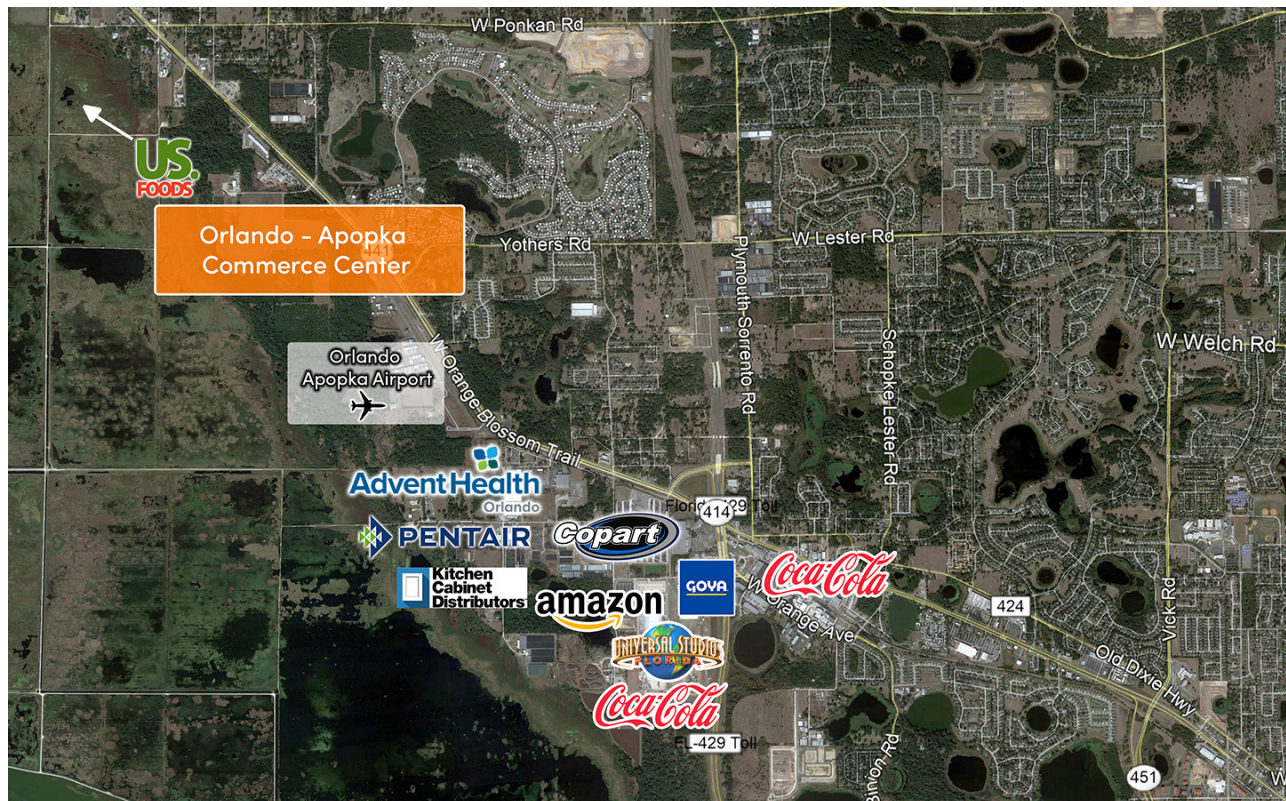 W Ponkan Rd
US.
FOODS
Orlando - Apopka
Commerce Center
441
Yothers Rd
W Lester Rd
Plymouth-Sorrento Rd
Schopke Lester Rd
W Welch Rd
Orlando
Apopka Airport
W Orange Blossom Trail
AdventHealth
Orlando
Florida 429 Toll
414
PENTAIR
Copart
Kitchen
Cabinet
Distributors
amazon
GOYA
Coca-Cola
W Orange Ave
424
Vick Rd
UNIVERSAL STUDIOS
FLORIDA
Coca-Cola
Old Dixie Hwy
FL-429 Toll
Binion Rd
451
W